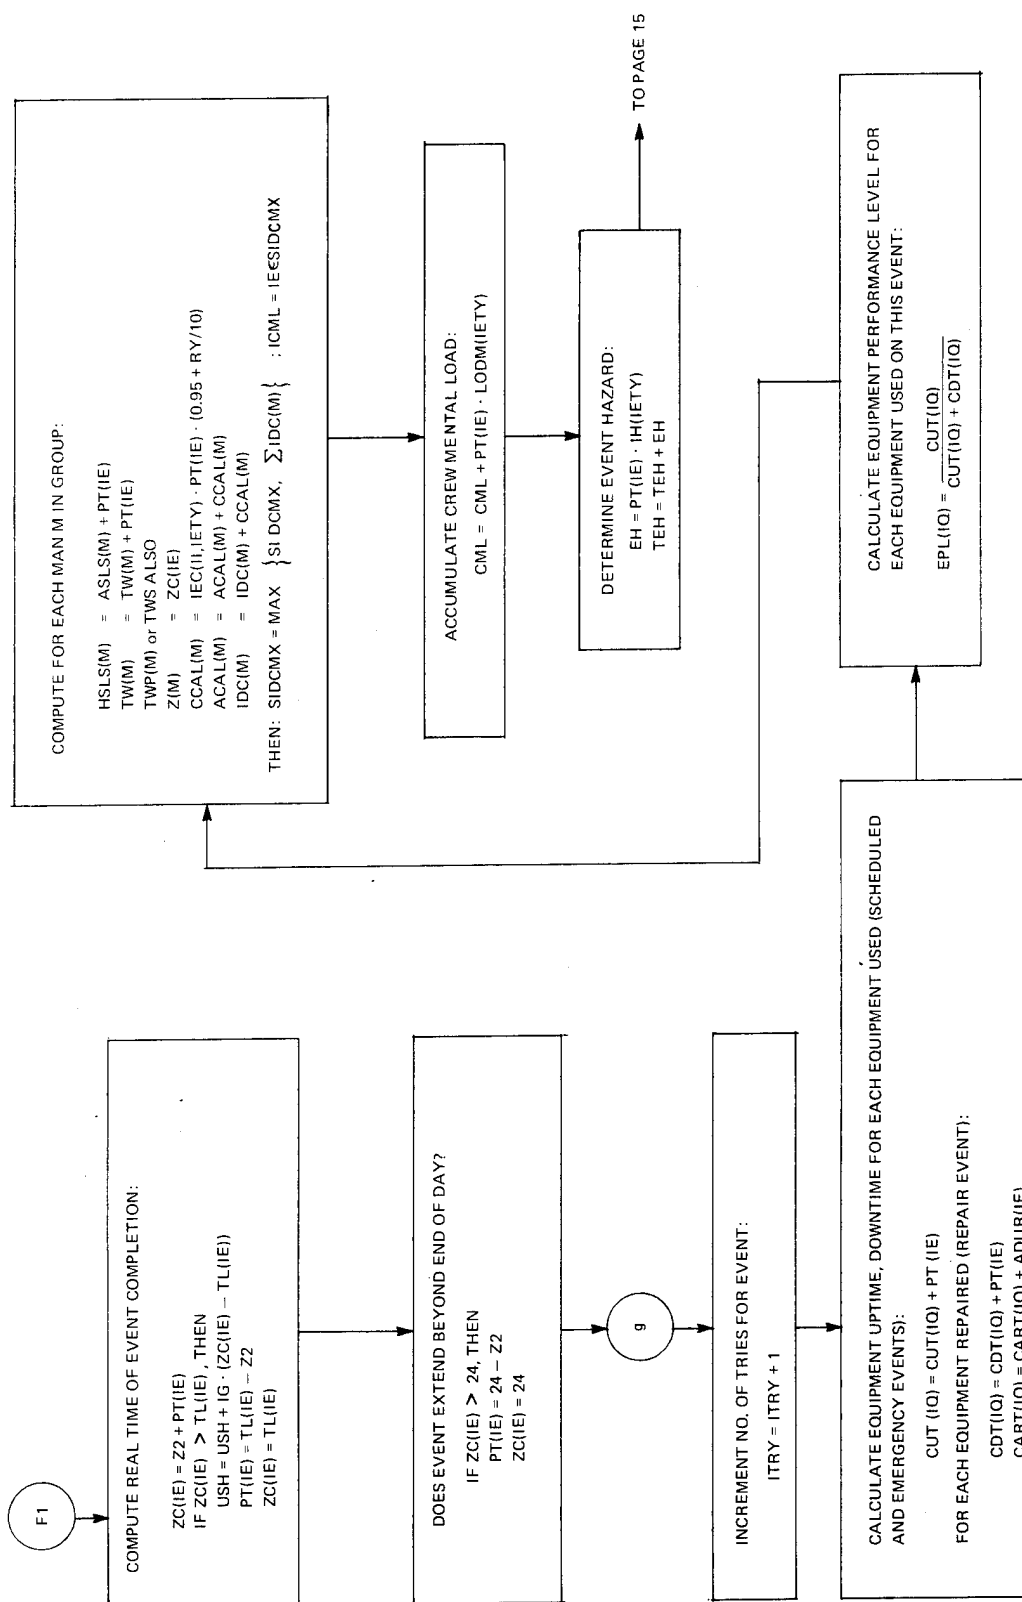 F1
COMPUTE REAL TIME OF EVENT COMPLETION:
ZC(IE) = Z2 + PT(IE)
IF ZC(IE) > TL(IE), THEN
USH = USH + IG · (ZC(IE) – TL(IE))
PT(IE) = TL(IE) – Z2
ZC(IE) = TL(IE)
DOES EVENT EXTEND BEYOND END OF DAY?
IF ZC(IE) > 24, THEN
PT(IE) = 24 – Z2
ZC(IE) = 24
g
INCREMENT NO. OF TRIES FOR EVENT:
ITRY = ITRY + 1
CALCULATE EQUIPMENT UPTIME, DOWNTIME FOR EACH EQUIPMENT USED (SCHEDULED
AND EMERGENCY EVENTS):
CUT (IQ) = CUT(IQ) + PT (IE)
FOR EACH EQUIPMENT REPAIRED (REPAIR EVENT):
CDT(IQ) = CDT(IQ) + PT(IE)
CART(IQ) = CART(IQ) + ADUR(IE)
CALCULATE EQUIPMENT PERFORMANCE LEVEL FOR
EACH EQUIPMENT USED ON THIS EVENT:
EPL(IQ) = CUT(IQ)
CUT(IQ) + CDT(IQ)
COMPUTE FOR EACH MAN M IN GROUP:
HSLS(M) = ASLS(M) + PT(IE)
TW(M) = TW(M) + PT(IE)
TWP(M) or TWS ALSO
Z(M) = ZC(IE)
CCAL(M) = IEC(II,IETY) · PT(IE) · (0.95 + RY/10)
ACAL(M) = ACAL(M) + CCAL(M)
IDC(M) = IDC(M) + CCAL(M)
THEN: SIDCMX = MAX }SI DCMX, ∑IDC(M)} ; ICML = IE∈SIDCMX
ACCUMULATE CREW MENTAL LOAD:
CML = CML + PT(IE) · LODM(IETY)
DETERMINE EVENT HAZARD:
EH = PT(IE) · IH(IETY)
TEH = TEH + EH
TO PAGE 15